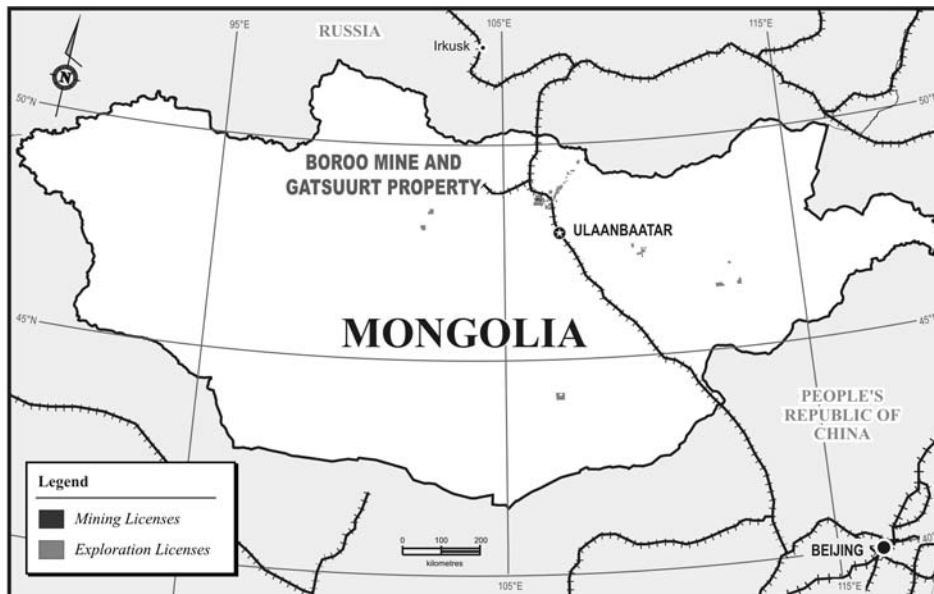 95°E
RUSSIA
105°E
115°E
Irkusk
N
50°N
50°N
BOROO MINE AND
GATSUURT PROPERTY
ULAANBAATAR
45°N
45°N
MONGOLIA
PEOPLE'S
REPUBLIC OF
CHINA
Legend
Mining Licenses
Exploration Licenses
0 100 200
kilometres
BEIJING
40°N
105°E
115°E